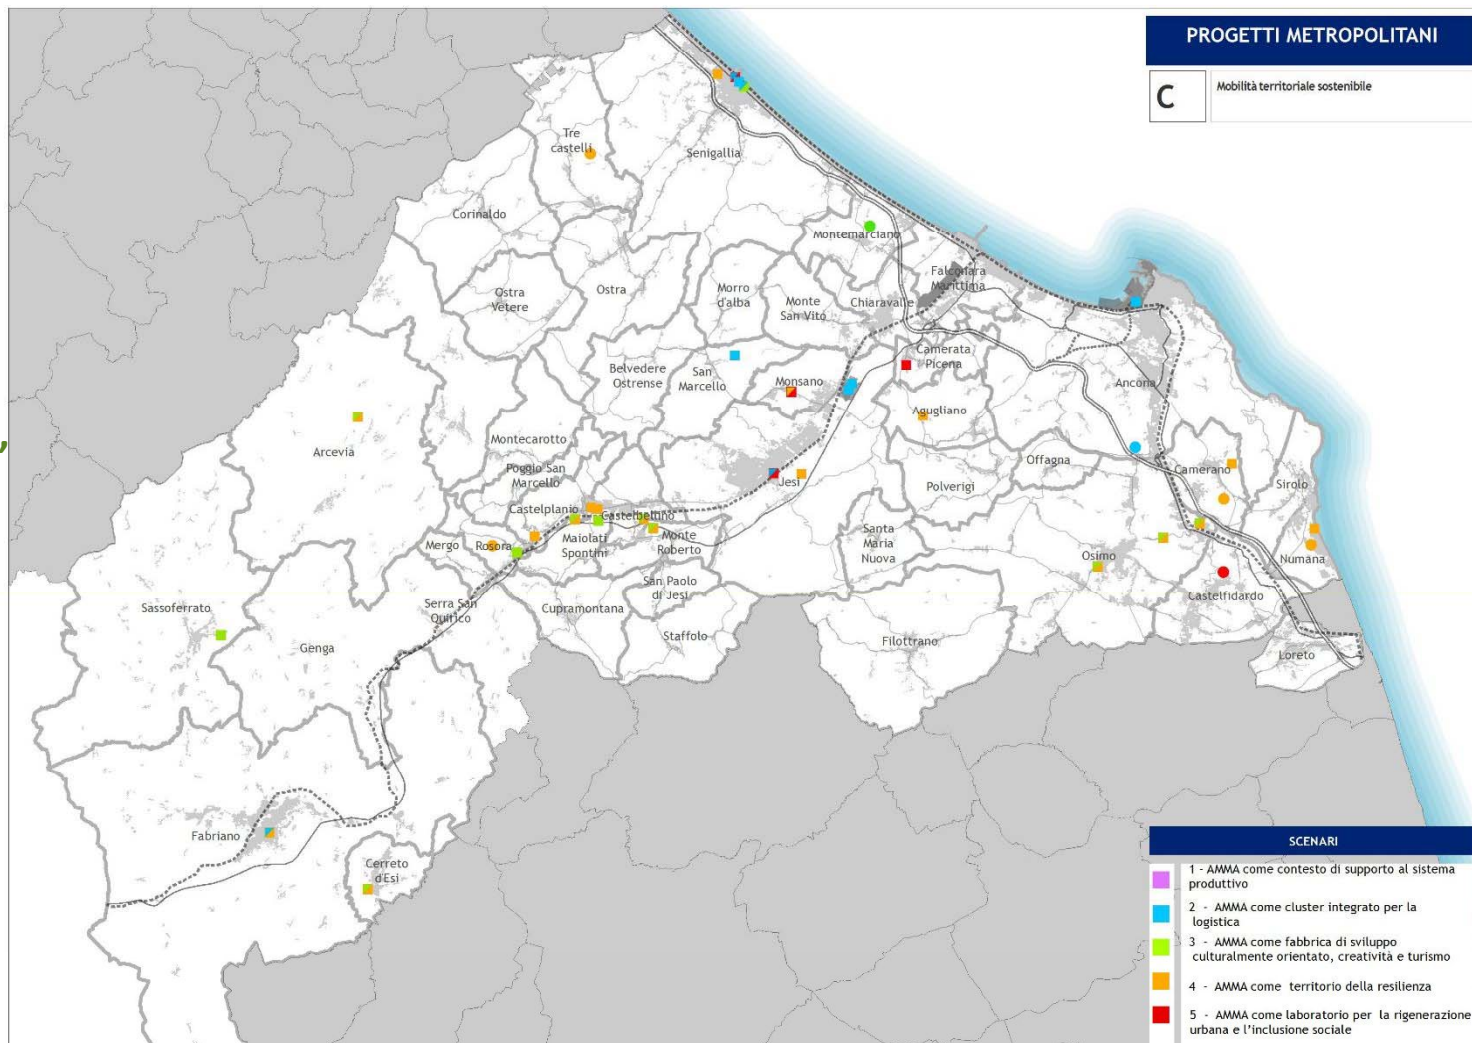 PROGETTI METROPOLITANI
C
Mobilità territoriale sostenibile
Tre
castelli
Senigallia
Corinaldo
Montemarciano
Ostra
Vetere
Ostra
Morro
d'alba
Monte
San Vito
Chiaravalle
Falconara
Marittima
Belvedere
Ostrense
San
Marcello
Monsano
Camerata
Picena
Ancona
Agugliano
Arcevia
Montecarotto
Poggio San
Marcello
Castelplanio
Castelbellino
Jesi
Polverigi
Offagna
Camerano
Sirolo
Mergo
Rosora
Maiolati
Spontini
Monte
Roberto
Santa
Maria
Nuova
Osimo
Numana
San Paolo
di Jesi
Castelfidardo
Sassoferrato
Serra San
Quirico
Cupramontana
Staffolo
Filottrano
Genga
Loreto
Fabriano
Cerreto
d'Esi
SCENARI
1 - AMMA come contesto di supporto al sistema
produttivo
2 - AMMA come cluster integrato per la
logistica
3 - AMMA come fabbrica di sviluppo
culturalmente orientato, creatività e turismo
4 - AMMA come territorio della resilienza
5 - AMMA come laboratorio per la rigenerazione
urbana e l'inclusione sociale